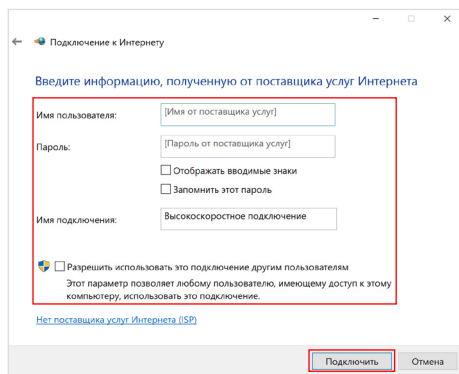 Подключение к Интернету
Введите информацию, полученную от поставщика услуг Интернета
Имя пользователя:
[Имя от поставщика услуг]
Пароль:
[Пароль от поставщика услуг]
Отображать вводимые знаки
Запомнить этот пароль
Имя подключения:
Высокоскоростное подключение
Разрешить использовать это подключение другим пользователям
Этот параметр позволяет любому пользователю, имеющему доступ к этому
компьютеру, использовать это подключение.
Нет поставщика услуг Интернета (ISP)
Подключить
Отмена